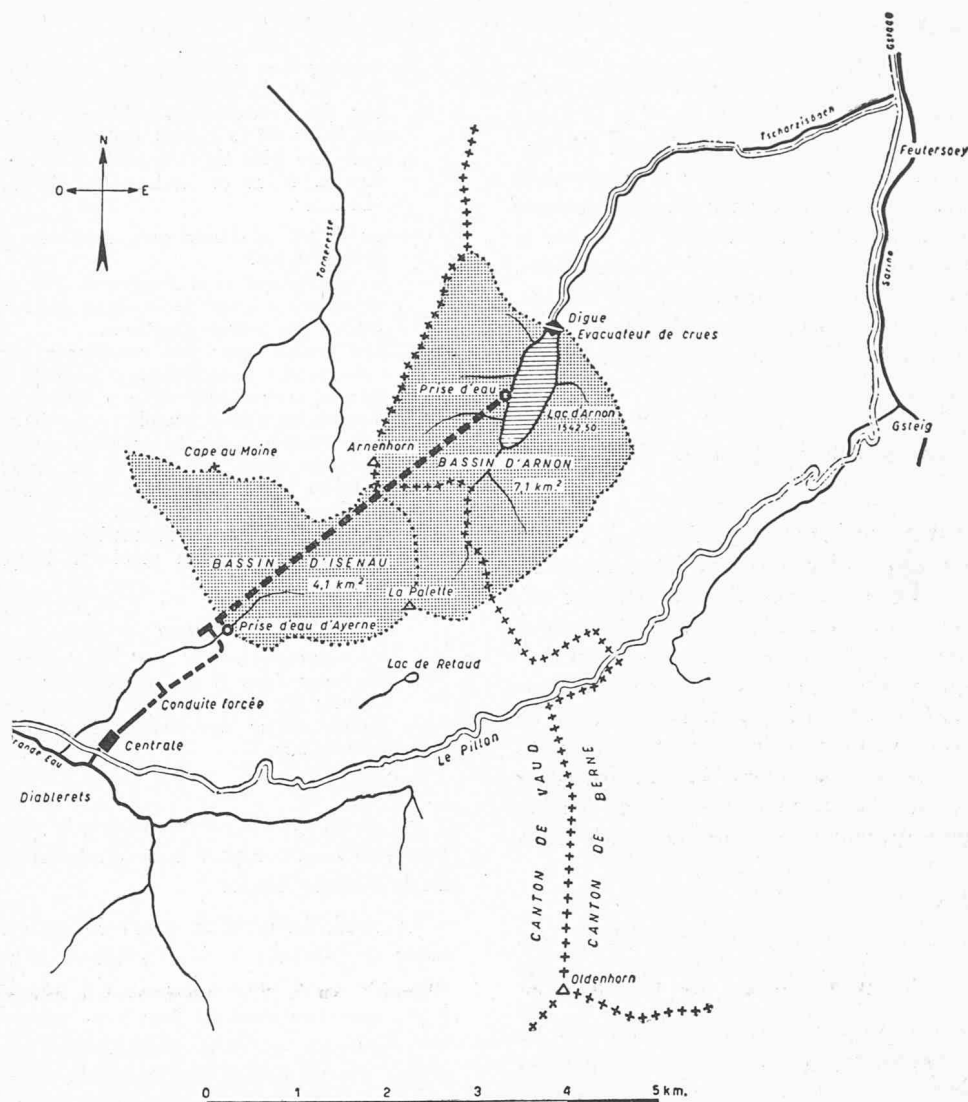 Gstaad
N
O
E
Tscharzisbach
Feutersoey
Torneresse
Sarine
Digue
Evacuateur de crues
Prise d'eau
Lac d'Arnon
1542,50
Gsteig
Cape au Moine
Arnenhorn
BASSIN D'ARNON
7,1 km²
BASSIN D'ISENAU
4,1 km²
La Palette
Prise d'eau d'Ayerne
Lac de Retaud
Conduite forcée
Centrale
Grande Eau
Le Pillon
Diablerets
CANTON DE VAUD
CANTON DE BERNE
Oldenhorn
0 1 2 3 4 5 km.